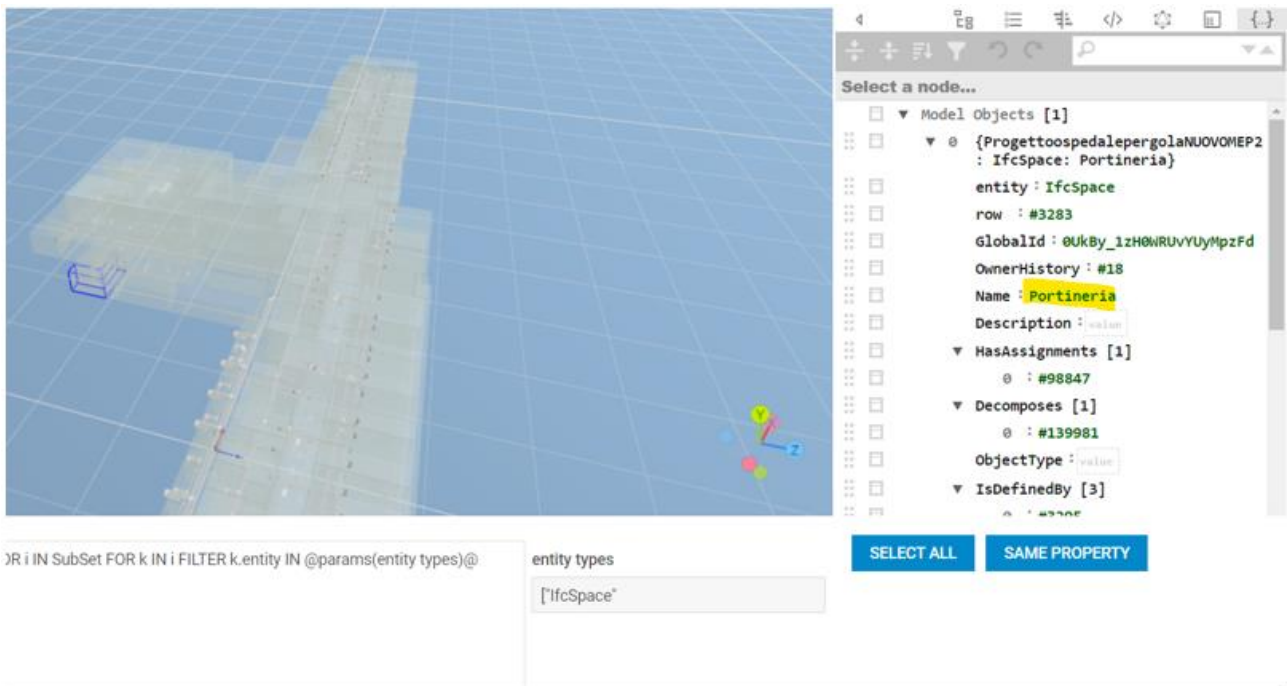 Select a node...
▼ Model Objects [1]
▼ 0 {ProgettoospedalepergolaNUOVOMEP2
: IfcSpace: Portineria}
entity : IfcSpace
row : #3283
GlobalId : 0UkBy_1zH0WRUvYUyMpzFd
OwnerHistory : #18
Name : Portineria
Description : value
▼ HasAssignments [1]
0 : #98847
▼ Decomposes [1]
0 : #139981
ObjectType : value
▼ IsDefinedBy [3]
Y
Z
OR i IN SubSet FOR k IN i FILTER k.entity IN @params(entity types)@
entity types
["IfcSpace"
SELECT ALL
SAME PROPERTY